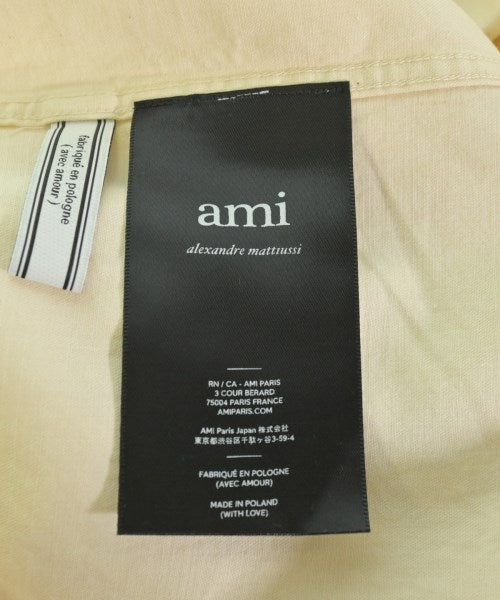 fabriqué en pologne
(avec amour)
ami
alexandre mattiussi
RN / CA - AMI PARIS
3 COUR BERARD
75004 PARIS FRANCE
AMIPARIS.COM
AMI Paris Japan 株式会社
東京都渋谷区千駄ヶ谷3-59-4
FABRIQUÉ EN POLOGNE
(AVEC AMOUR)
MADE IN POLAND
(WITH LOVE)